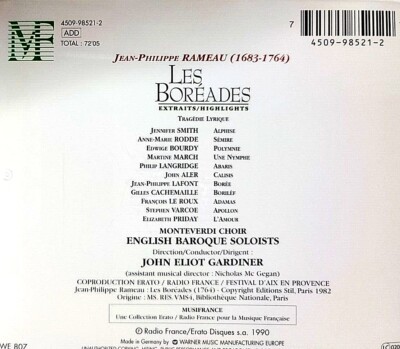 MF
4509-98521-2
ADD
TOTAL : 72'05
7
4509-98521-2
JEAN-PHILIPPE RAMEAU (1683-1764)
LES BORÉADES
EXTRAITS/HIGHLIGHTS
TRAGÉDIE LYRIQUE
JENNIFER SMITH ALPHISE
ANNE-MARIE RODDE SÉMIRE
EDWIGE BOURDY POLYMNIE
MARTINE MARCH UNE NYMPHE
PHILIP LANGRIDGE ABARIS
JOHN ALER CALISIS
JEAN-PHILIPPE LAFONT BORÉE
GILLES CACHEMAILLE BORILÉE
FRANÇOIS LE ROUX ADAMAS
STEPHEN VARCOE APOLLON
ELIZABETH PRIDAY L'AMOUR
MONTEVERDI CHOIR
ENGLISH BAROQUE SOLOISTS
Direction/Conductor/Dirigent :
JOHN ELIOT GARDINER
(assistant musical director : Nicholas Mc Gegan)
COPRODUCTION ERATO / RADIO FRANCE / FESTIVAL D'AIX EN PROVENCE
Jean-Philippe Rameau : Les Boréades (1764) - Copyright Editions Stil, Paris 1982
Origine : MS. RES. VMS4, Bibliothèque Nationale, Paris
MUSIFRANCE
Une Collection Erato / Radio France pour la Musique Française
℗ Radio France/Erato Disques s.a. 1990
WE 807
WARNER MUSIC MANUFACTURING EUROPE